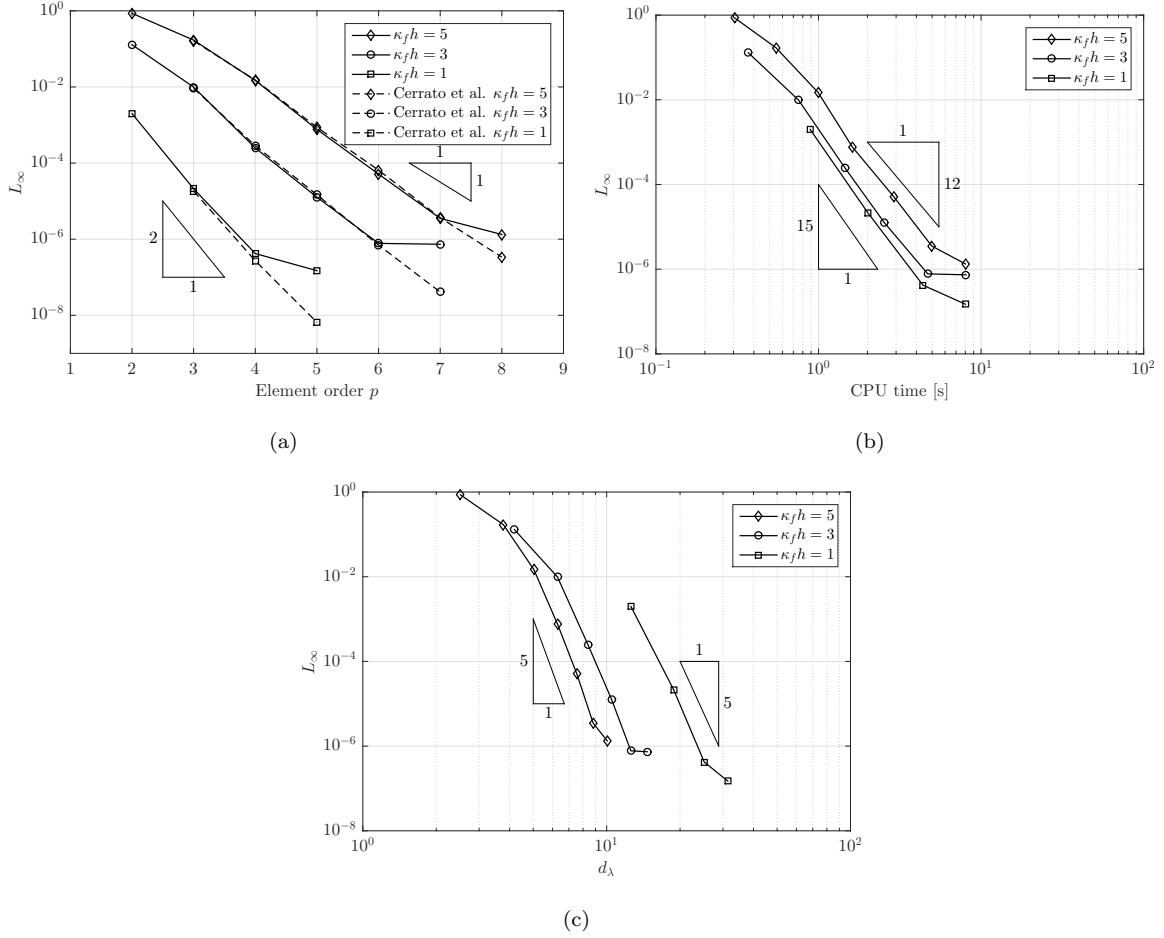 κ_f h = 5
κ_f h = 3
κ_f h = 1
Cerrato et al. κ_f h = 5
Cerrato et al. κ_f h = 3
Cerrato et al. κ_f h = 1
10^0
10^-2
10^-4
10^-6
10^-8
L_∞
1
1
2
1
1 2 3 4 5 6 7 8 9
Element order p
(a)
κ_f h = 5
κ_f h = 3
κ_f h = 1
10^0
10^-2
10^-4
10^-6
10^-8
L_∞
1
12
15
1
10^-1 10^0 10^1 10^2
CPU time [s]
(b)
κ_f h = 5
κ_f h = 3
κ_f h = 1
10^0
10^-2
10^-4
10^-6
10^-8
L_∞
5
1
1
5
10^0 10^1 10^2
d_λ
(c)